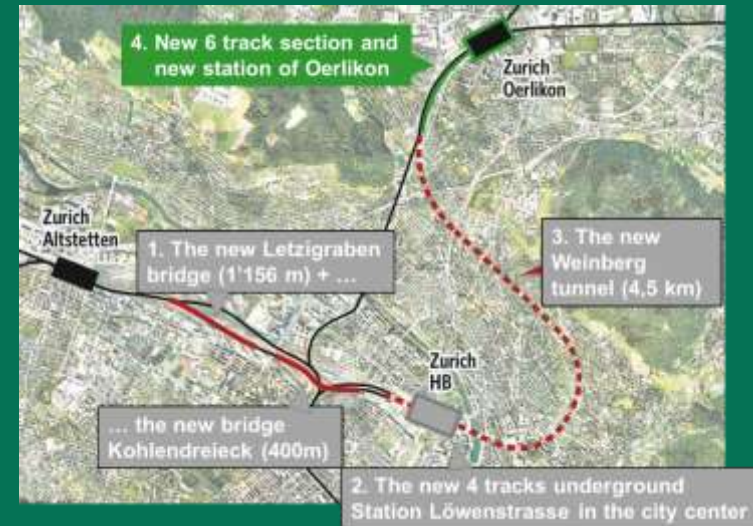 4. New 6 track section and
new station of Oerlikon
Zurich
Oerlikon
Zurich
Altstetten
1. The new Letzigraben
bridge (1'156 m) + ...
3. The new
Weinberg
tunnel (4,5 km)
Zurich
HB
... the new bridge
Kohlendreieck (400m)
2. The new 4 tracks underground
Station Löwenstrasse in the city center